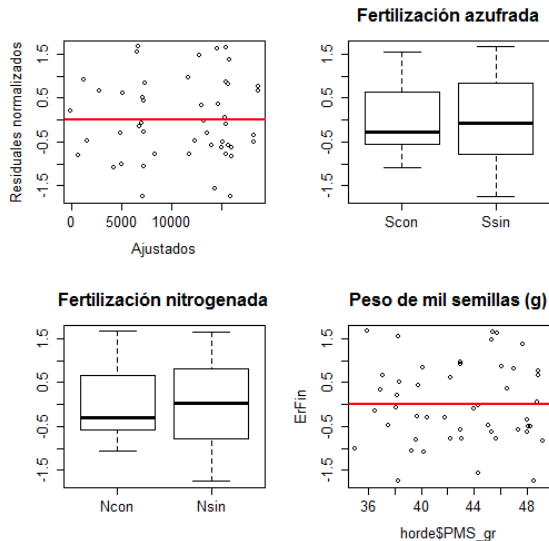 Fertilización azufrada
Residuales normalizados
1.5
0.5
-0.5
-1.5
0
5000
10000
Ajustados
1.5
0.5
-0.5
-1.5
Scon
Ssin
Fertilización nitrogenada
Peso de mil semillas (g)
1.5
0.5
-0.5
-1.5
Ncon
Nsin
ErFin
1.5
0.5
-0.5
-1.5
36
40
44
48
horde$PMS_gr